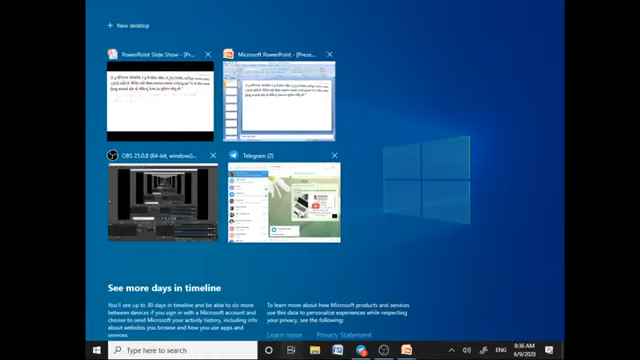 + New desktop
PowerPoint Slide Show - [Pr...
Microsoft PowerPoint - [Prese...
OBS 25.0.8 (64-bit, windows)...
Telegram (2)
See more days in timeline
You'll see up to 30 days in timeline and be able to do more
between devices if you sign in with a Microsoft account and
choose to send Microsoft your activity history, including info
about websites you browse and how you use apps and
services
To learn more about how Microsoft products and services
use this data to personalize experiences while respecting
your privacy, see the following:
Learn more Privacy Statement
Type here to search
ENG
8:36 AM
6/9/2020